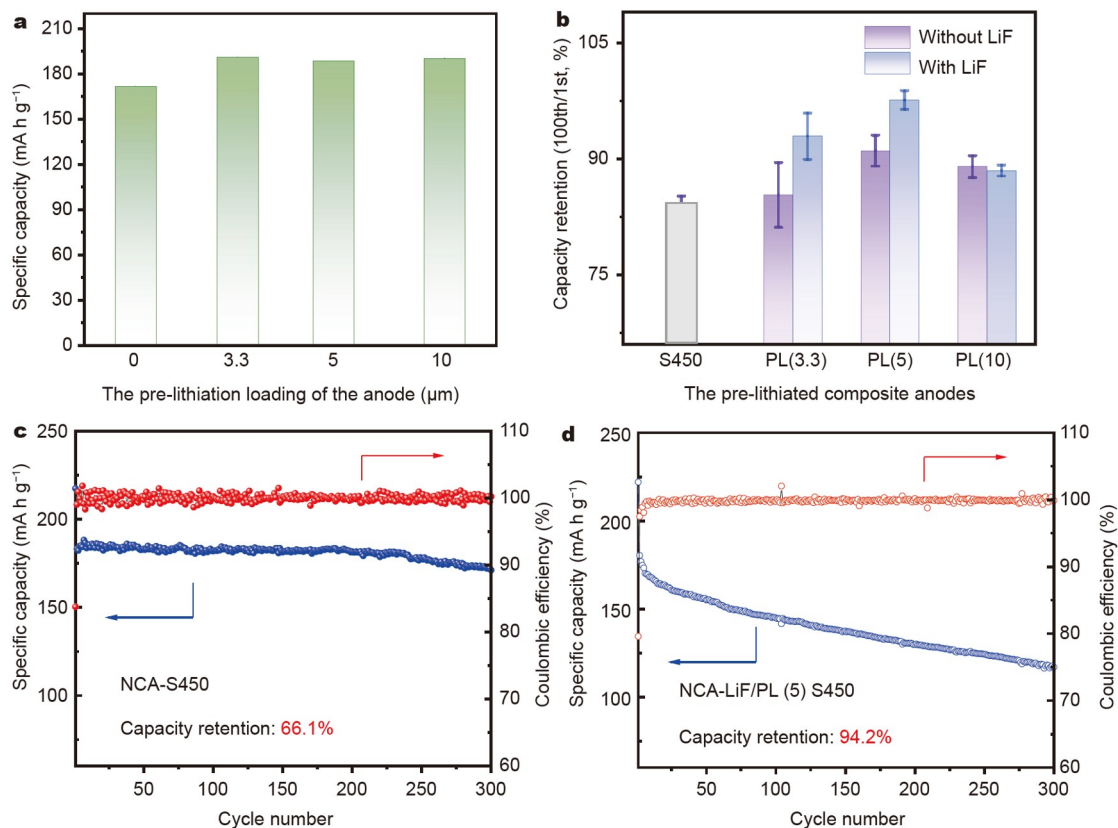 a
210
180
150
120
90
60
30
0
Specific capacity (mA h g⁻¹)
0 3.3 5 10
The pre-lithiation loading of the anode (μm)
b
105
90
75
Capacity retention (100th/1st, %)
Without LiF
With LiF
S450 PL(3.3) PL(5) PL(10)
The pre-lithiated composite anodes
c
250
200
150
100
Specific capacity (mA h g⁻¹)
110
100
90
80
70
60
Coulombic efficiency (%)
NCA-S450
Capacity retention: 66.1%
50 100 150 200 250 300
Cycle number
d
250
200
150
100
Specific capacity (mA h g⁻¹)
110
100
90
80
70
60
Coulombic efficiency (%)
NCA-LiF/PL (5) S450
Capacity retention: 94.2%
50 100 150 200 250 300
Cycle number